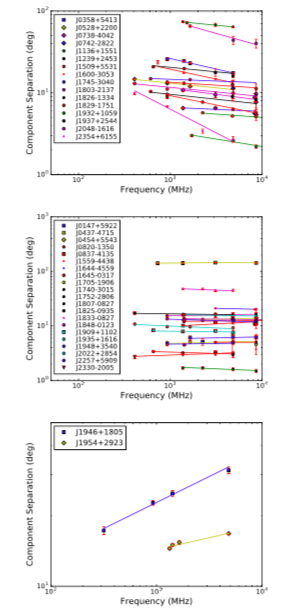 10²
J0358+5413
J0528+2200
J0738-4042
J0742-2822
J1136+1551
J1239+2453
J1509+5531
J1600-3053
J1745-3040
J1803-2137
J1826-1334
J1829-1751
J1932+1059
J1937+2544
J2048-1616
J2354+6155
Component Separation (deg)
10¹
10⁰
10²
10³
10⁴
Frequency (MHz)
10³
J0147+5922
J0437-4715
J0454+5543
J0820-1350
J0837-4135
J1559-4438
J1644-4559
J1645-0317
J1705-1906
J1740-3015
J1752-2806
J1807-0827
J1825-0935
J1833-0827
J1848-0123
J1909+1102
J1935+1616
J1948+3540
J2022+2854
J2257+5909
J2330-2005
Component Separation (deg)
10²
10¹
10⁰
10²
10³
10⁴
Frequency (MHz)
J1946+1805
J1954+2923
Component Separation (deg)
10¹
10²
10³
10⁴
Frequency (MHz)